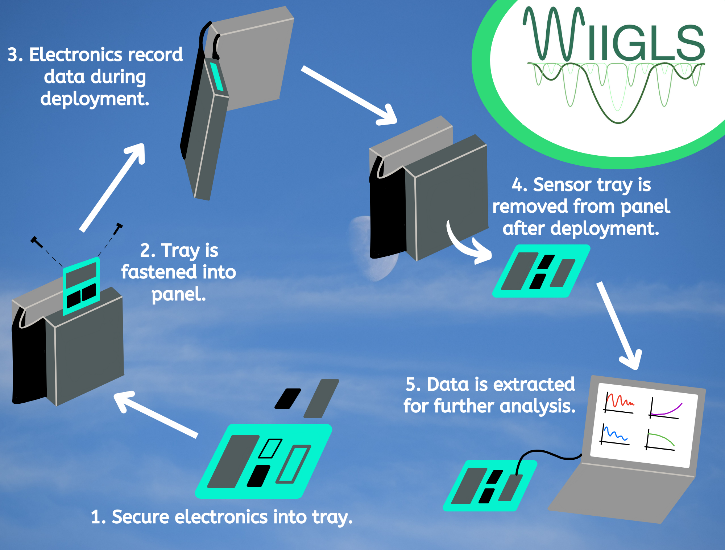 WIIGLS
3. Electronics record
data during
deployment.
4. Sensor tray is
removed from panel
after deployment.
2. Tray is
fastened into
panel.
5. Data is extracted
for further analysis.
1. Secure electronics into tray.